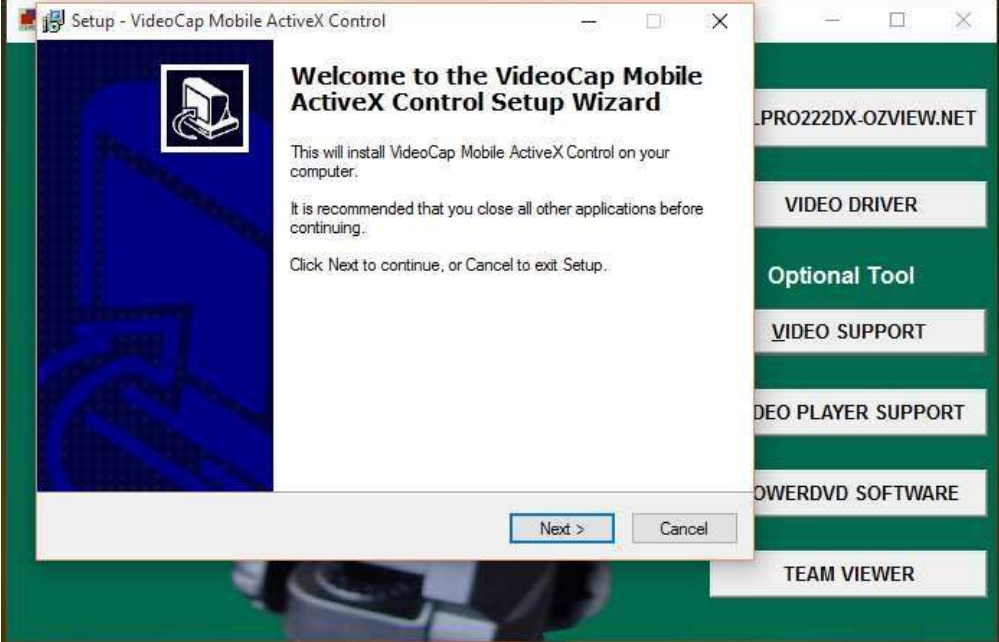 Setup - VideoCap Mobile ActiveX Control
Welcome to the VideoCap Mobile
ActiveX Control Setup Wizard
This will install VideoCap Mobile ActiveX Control on your
computer.
It is recommended that you close all other applications before
continuing.
Click Next to continue, or Cancel to exit Setup.
Next >
Cancel
LPRO222DX-OZVIEW.NET
VIDEO DRIVER
Optional Tool
VIDEO SUPPORT
DEO PLAYER SUPPORT
OWERDVD SOFTWARE
TEAM VIEWER